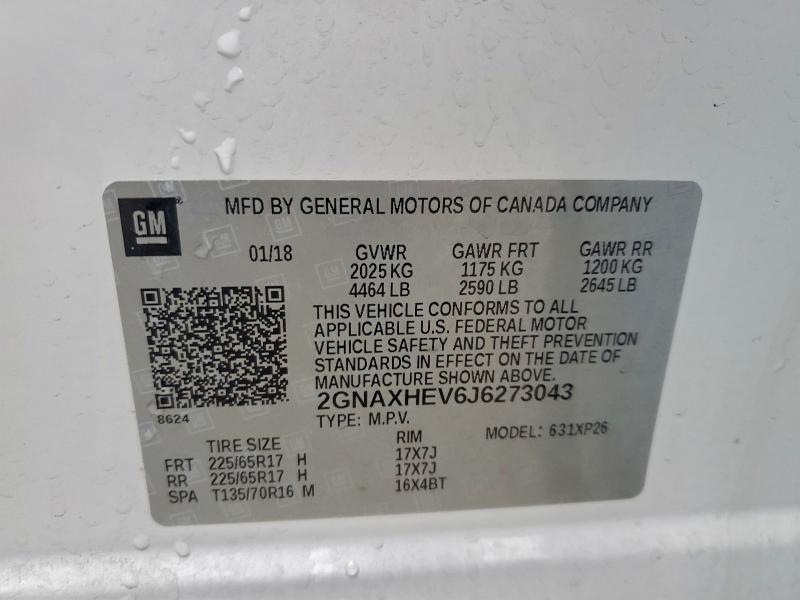 GM
MFD BY GENERAL MOTORS OF CANADA COMPANY
01/18 GVWR GAWR FRT GAWR RR
2025 KG 1175 KG 1200 KG
4464 LB 2590 LB 2645 LB
THIS VEHICLE CONFORMS TO ALL
APPLICABLE U.S. FEDERAL MOTOR
VEHICLE SAFETY AND THEFT PREVENTION
STANDARDS IN EFFECT ON THE DATE OF
MANUFACTURE SHOWN ABOVE.
2GNAXHEV6J6273043
8624
TYPE: M.P.V. MODEL: 631XP26
TIRE SIZE RIM
FRT 225/65R17 H 17X7J
RR 225/65R17 H 17X7J
SPA T135/70R16 M 16X4BT